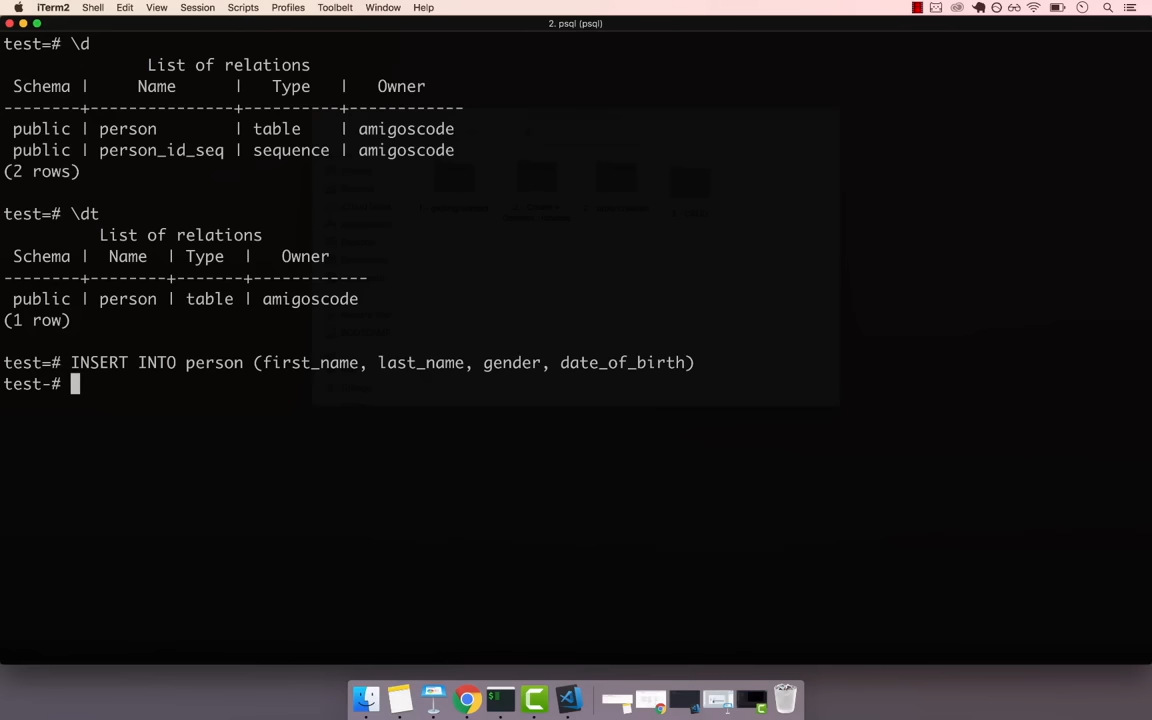 iTerm2 Shell Edit View Session Scripts Profiles Toolbelt Window Help
2. psql (psql)
test=# \d
List of relations
Schema | Name | Type | Owner
--------+---------------+----------+------------
public | person | table | amigoscode
public | person_id_seq | sequence | amigoscode
(2 rows)
test=# \dt
List of relations
Schema | Name | Type | Owner
--------+--------+-------+------------
public | person | table | amigoscode
(1 row)
test=# INSERT INTO person (first_name, last_name, gender, date_of_birth)
test-#